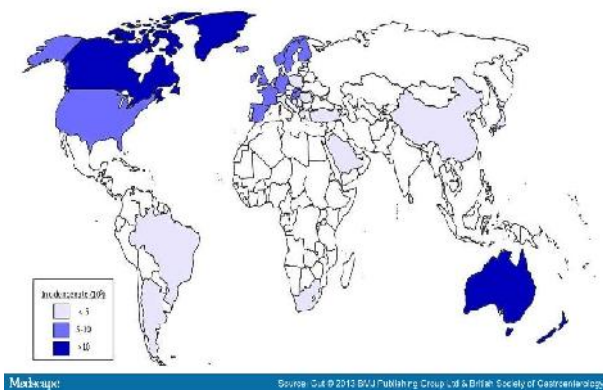 Incidence rate (10⁵)
< 5
5-10
>10
Medscape
Source: Gut © 2013 BMJ Publishing Group Ltd & British Society of Gastroenterology